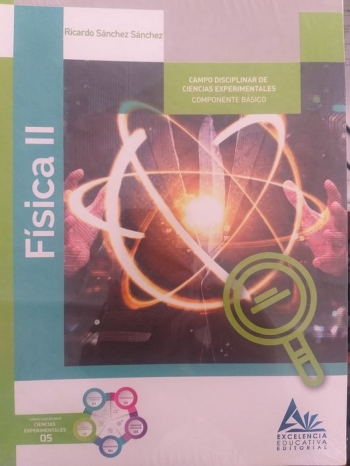 Ricardo Sánchez Sánchez
CAMPO DISCIPLINAR DE
CIENCIAS EXPERIMENTALES
COMPONENTE BÁSICO
Física II
CIENCIAS
EXPERIMENTALES
05
EXCELENCIA
EDUCATIVA
EDITORIAL